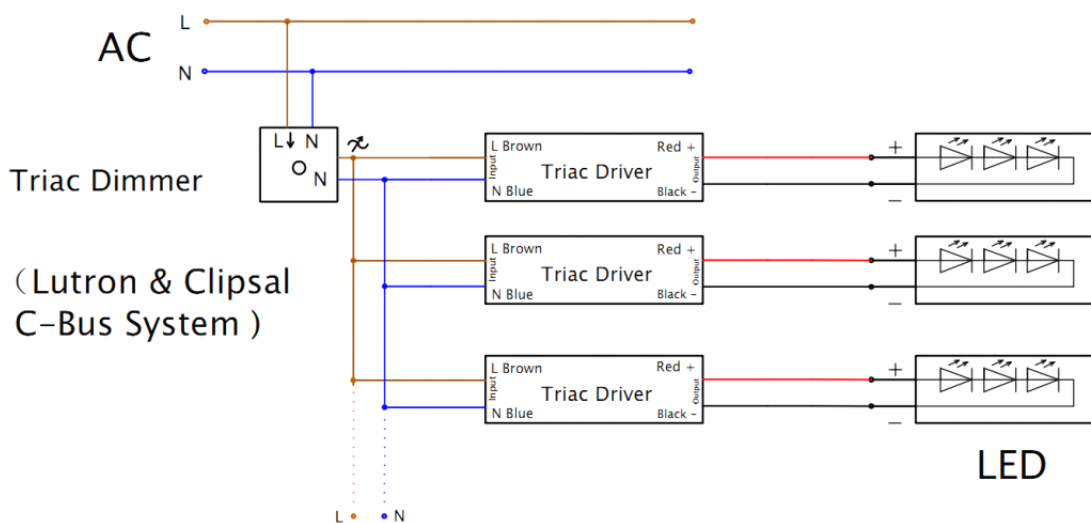 L
AC
N
L N
N
Triac Dimmer
（Lutron & Clipsal
C-Bus System )
L Brown
Input
N Blue
Triac Driver
Red +
Output
Black -
+
−
L Brown
Input
N Blue
Triac Driver
Red +
Output
Black -
+
−
L Brown
Input
N Blue
Triac Driver
Red +
Output
Black -
+
−
LED
L
N